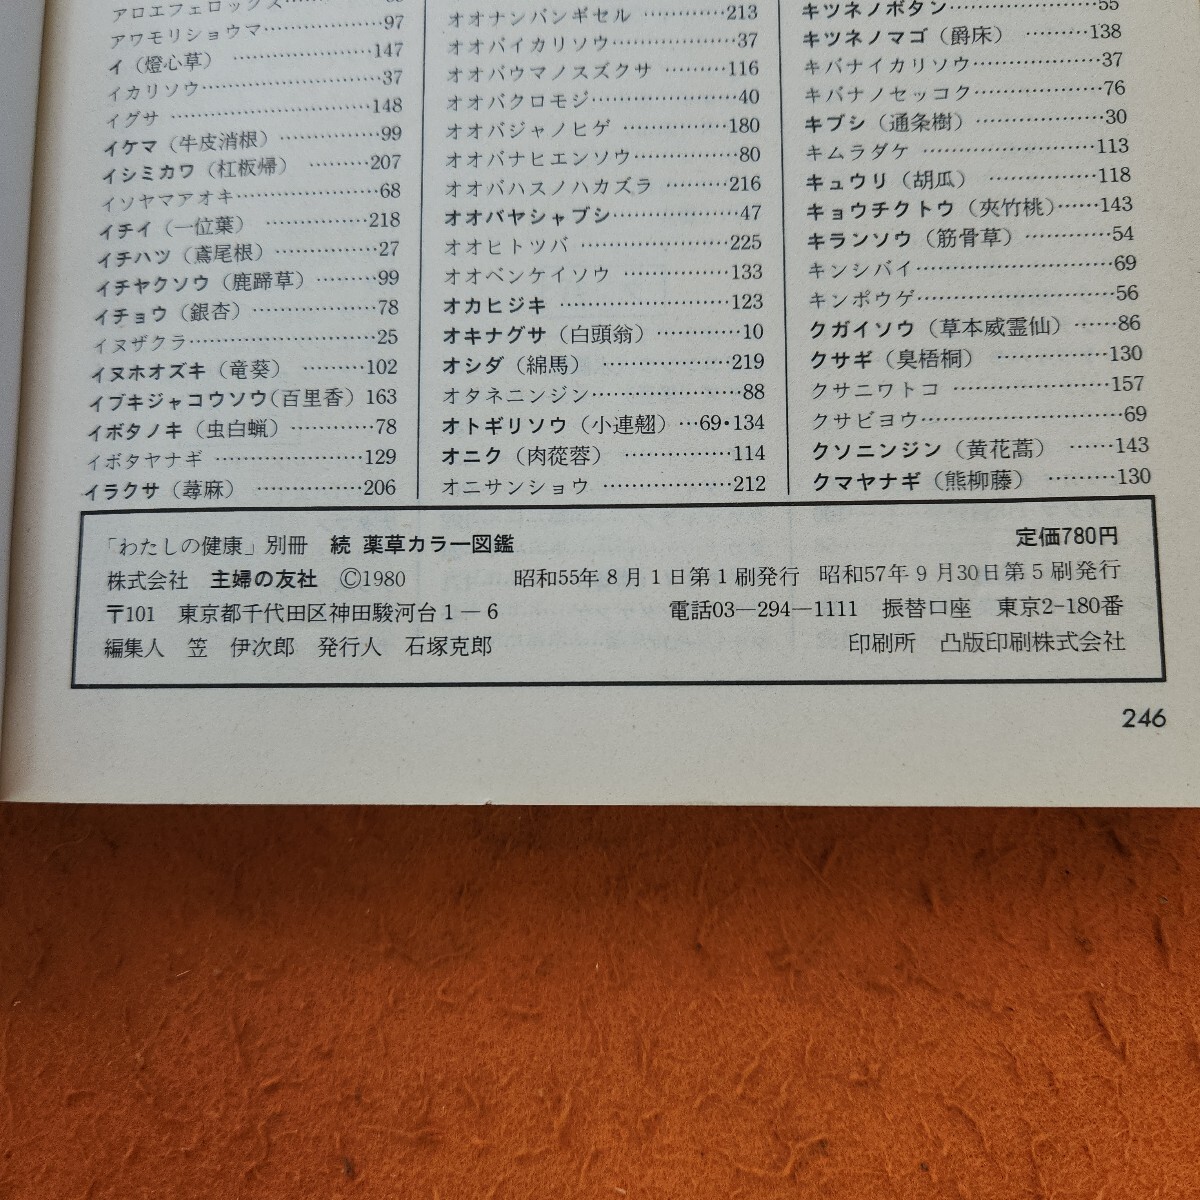 アロエフェロックス
アワモリショウマ……………97
イ（燈心草）……………147
イカリソウ……………37
イグサ……………148
イケマ（牛皮消根）……………99
イシミカワ（杠板帰）………207
イソヤマアオキ……………68
イチイ（一位葉）……………218
イチハツ（鳶尾根）……………27
イチヤクソウ（鹿蹄草）………99
イチョウ（銀杏）……………78
イヌザクラ……………25
イヌホオズキ（竜葵）………102
イブキジャコウソウ（百里香）163
イボタノキ（虫白蝋）…………78
イボタヤナギ……………129
イラクサ（蕁麻）……………206
オオナンバンギセル…………213
オオバイカリソウ……………37
オオバウマノスズクサ………116
オオバクロモジ……………40
オオバジャノヒゲ……………180
オオバナヒエンソウ…………80
オオバハスノハカズラ………216
オオバヤシャブシ……………47
オオヒトツバ……………225
オオベンケイソウ……………133
オカヒジキ……………123
オキナグサ（白頭翁）…………10
オシダ（綿馬）……………219
オタネニンジン……………88
オトギリソウ（小連翹）…69・134
オニク（肉蓯蓉）……………114
オニサンショウ……………212
キツネノボタン……………55
キツネノマゴ（爵床）………138
キバナイカリソウ……………37
キバナノセッコク……………76
キブシ（通条樹）……………30
キムラダケ……………113
キュウリ（胡瓜）……………118
キョウチクトウ（夾竹桃）……143
キランソウ（筋骨草）…………54
キンシバイ……………69
キンポウゲ……………56
クガイソウ（草本威霊仙）……86
クサギ（臭梧桐）……………130
クサニワトコ……………157
クサビヨウ……………69
クソニンジン（黄花蒿）……143
クマヤナギ（熊柳藤）………130
「わたしの健康」別冊　続 薬草カラー図鑑　定価780円
株式会社　主婦の友社　©1980　昭和55年8月1日第1刷発行　昭和57年9月30日第5刷発行
〒101　東京都千代田区神田駿河台1－6　電話03－294－1111　振替口座　東京2-180番
編集人　笠　伊次郎　発行人　石塚克郎　印刷所　凸版印刷株式会社
246